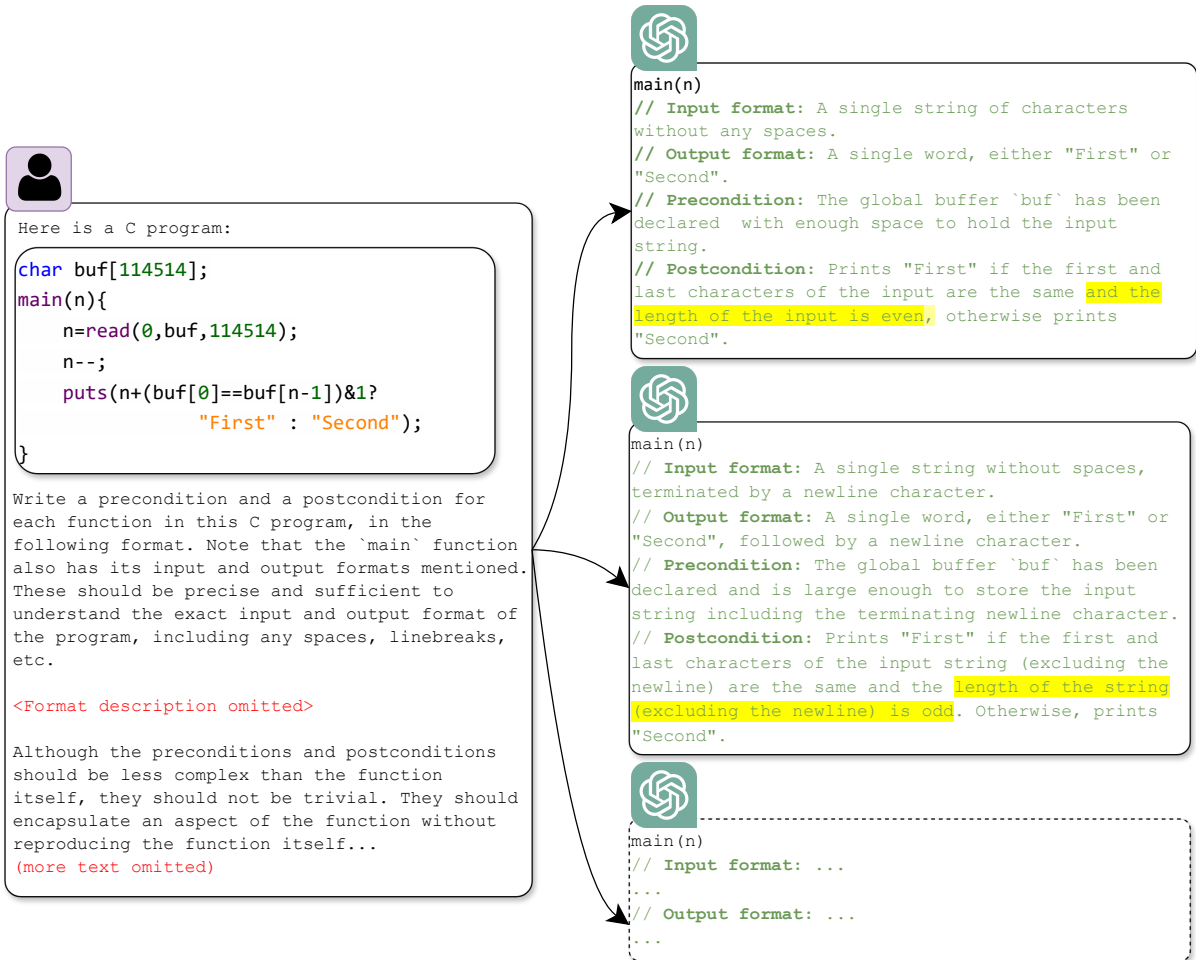 Here is a C program:
char buf[114514];
main(n){
    n=read(0,buf,114514);
    n--;
    puts(n+(buf[0]==buf[n-1])&1?
                "First" : "Second");
}
Write a precondition and a postcondition for
each function in this C program, in the
following format. Note that the `main` function
also has its input and output formats mentioned.
These should be precise and sufficient to
understand the exact input and output format of
the program, including any spaces, linebreaks,
etc.
<Format description omitted>
Although the preconditions and postconditions
should be less complex than the function
itself, they should not be trivial. They should
encapsulate an aspect of the function without
reproducing the function itself...
(more text omitted)
main(n)
// Input format: A single string of characters
without any spaces.
// Output format: A single word, either "First" or
"Second".
// Precondition: The global buffer `buf` has been
declared  with enough space to hold the input
string.
// Postcondition: Prints "First" if the first and
last characters of the input are the same and the
length of the input is even, otherwise prints
"Second".
main(n)
// Input format: A single string without spaces,
terminated by a newline character.
// Output format: A single word, either "First" or
"Second", followed by a newline character.
// Precondition: The global buffer `buf` has been
declared and is large enough to store the input
string including the terminating newline character.
// Postcondition: Prints "First" if the first and
last characters of the input string (excluding the
newline) are the same and the length of the string
(excluding the newline) is odd. Otherwise, prints
"Second".
main(n)
// Input format: ...
...
// Output format: ...
...